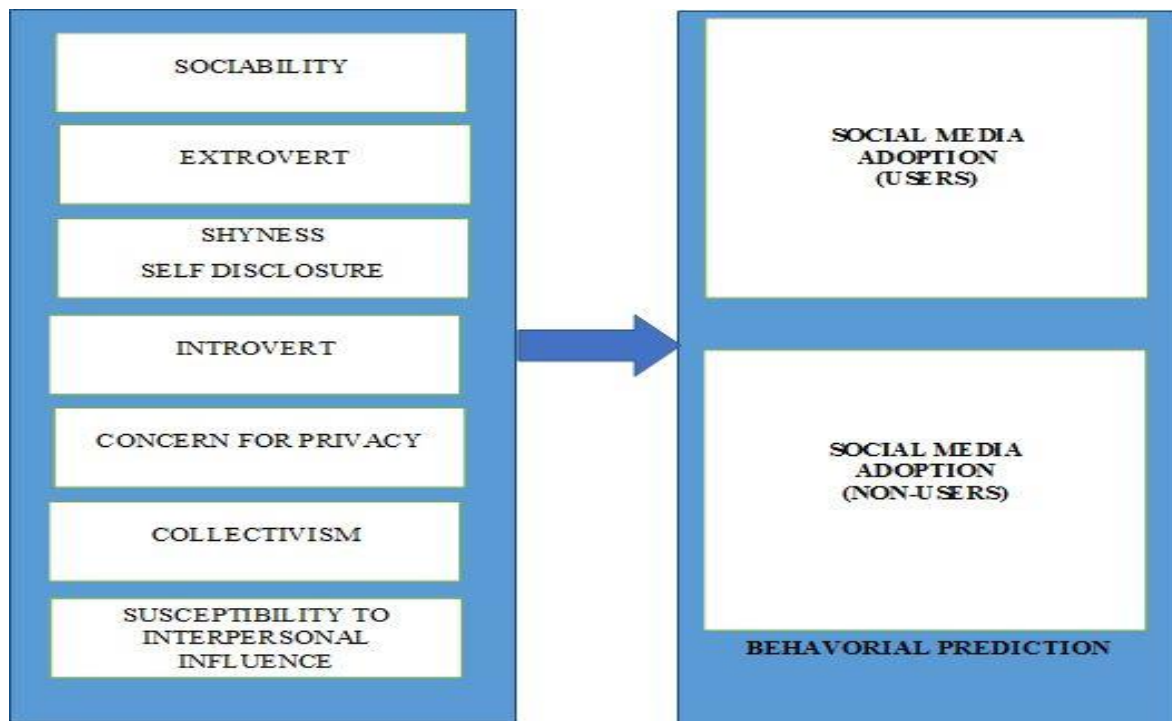 SOCIABILITY
EXTROVERT
SHYNESS
SELF DISCLOSURE
INTROVERT
CONCERN FOR PRIVACY
COLLECTIVISM
SUSCEPTIBILITY TO
INTERPERSONAL
INFLUENCE
SOCIAL MEDIA
ADOPTION
(USERS)
SOCIAL MEDIA
ADOPTION
(NON-USERS)
BEHAVORIAL PREDICTION